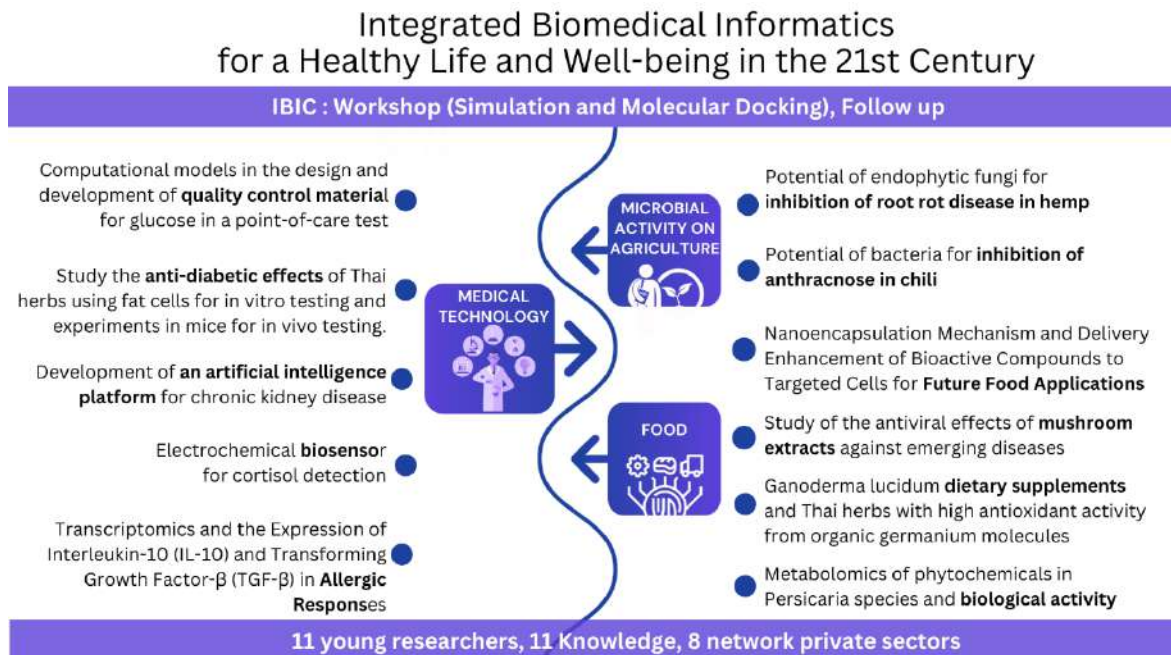 Integrated Biomedical Informatics
for a Healthy Life and Well-being in the 21st Century
IBIC : Workshop (Simulation and Molecular Docking), Follow up
Computational models in the design and
development of quality control material
for glucose in a point-of-care test
Study the anti-diabetic effects of Thai
herbs using fat cells for in vitro testing and
experiments in mice for in vivo testing.
Development of an artificial intelligence
platform for chronic kidney disease
Electrochemical biosensor
for cortisol detection
Transcriptomics and the Expression of
Interleukin-10 (IL-10) and Transforming
Growth Factor-β (TGF-β) in Allergic
Responses
MEDICAL
TECHNOLOGY
MICROBIAL
ACTIVITY ON
AGRICULTURE
FOOD
Potential of endophytic fungi for
inhibition of root rot disease in hemp
Potential of bacteria for inhibition of
anthracnose in chili
Nanoencapsulation Mechanism and Delivery
Enhancement of Bioactive Compounds to
Targeted Cells for Future Food Applications
Study of the antiviral effects of mushroom
extracts against emerging diseases
Ganoderma lucidum dietary supplements
and Thai herbs with high antioxidant activity
from organic germanium molecules
Metabolomics of phytochemicals in
Persicaria species and biological activity
11 young researchers, 11 Knowledge, 8 network private sectors